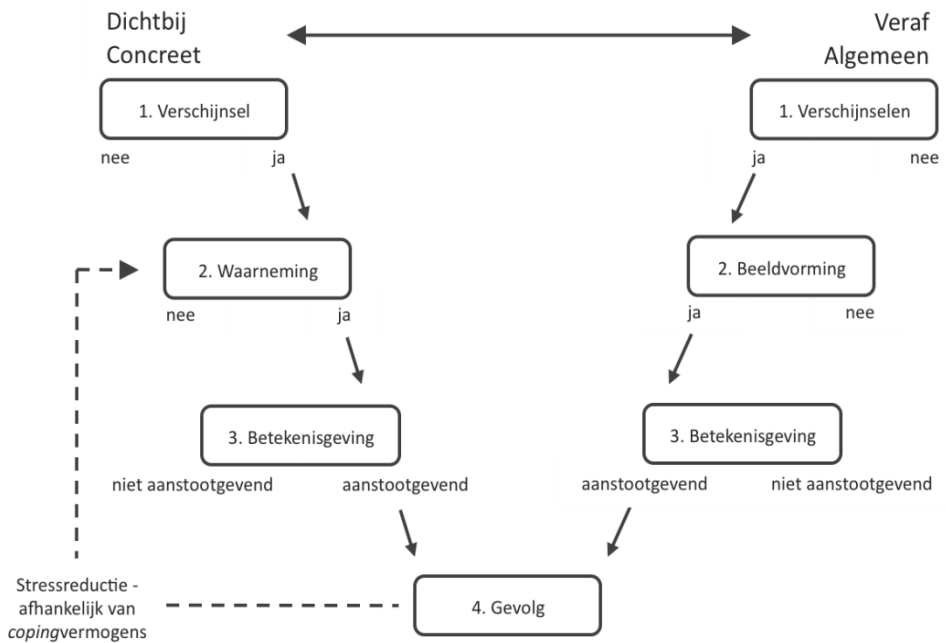 Dichtbij
Concreet
Veraf
Algemeen
1. Verschijnsel
1. Verschijnselen
nee
ja
ja
nee
2. Waarneming
2. Beeldvorming
nee
ja
ja
nee
3. Betekenisgeving
3. Betekenisgeving
niet aanstootgevend
aanstootgevend
aanstootgevend
niet aanstootgevend
Stressreductie -
afhankelijk van
copingvermogens
4. Gevolg